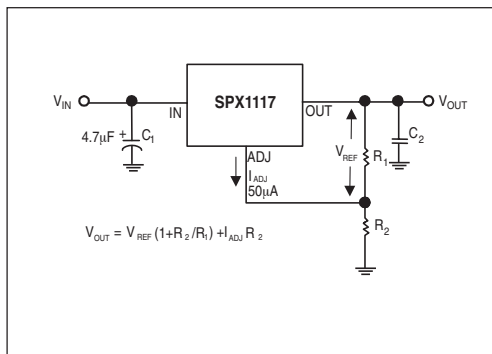 V_IN
IN
SPX1117
OUT
V_OUT
4.7µF +
C_1
ADJ
I_ADJ
50µA
V_REF
R_1
C_2
R_2
V_OUT = V_REF (1+R_2/R_1) +I_ADJ R_2